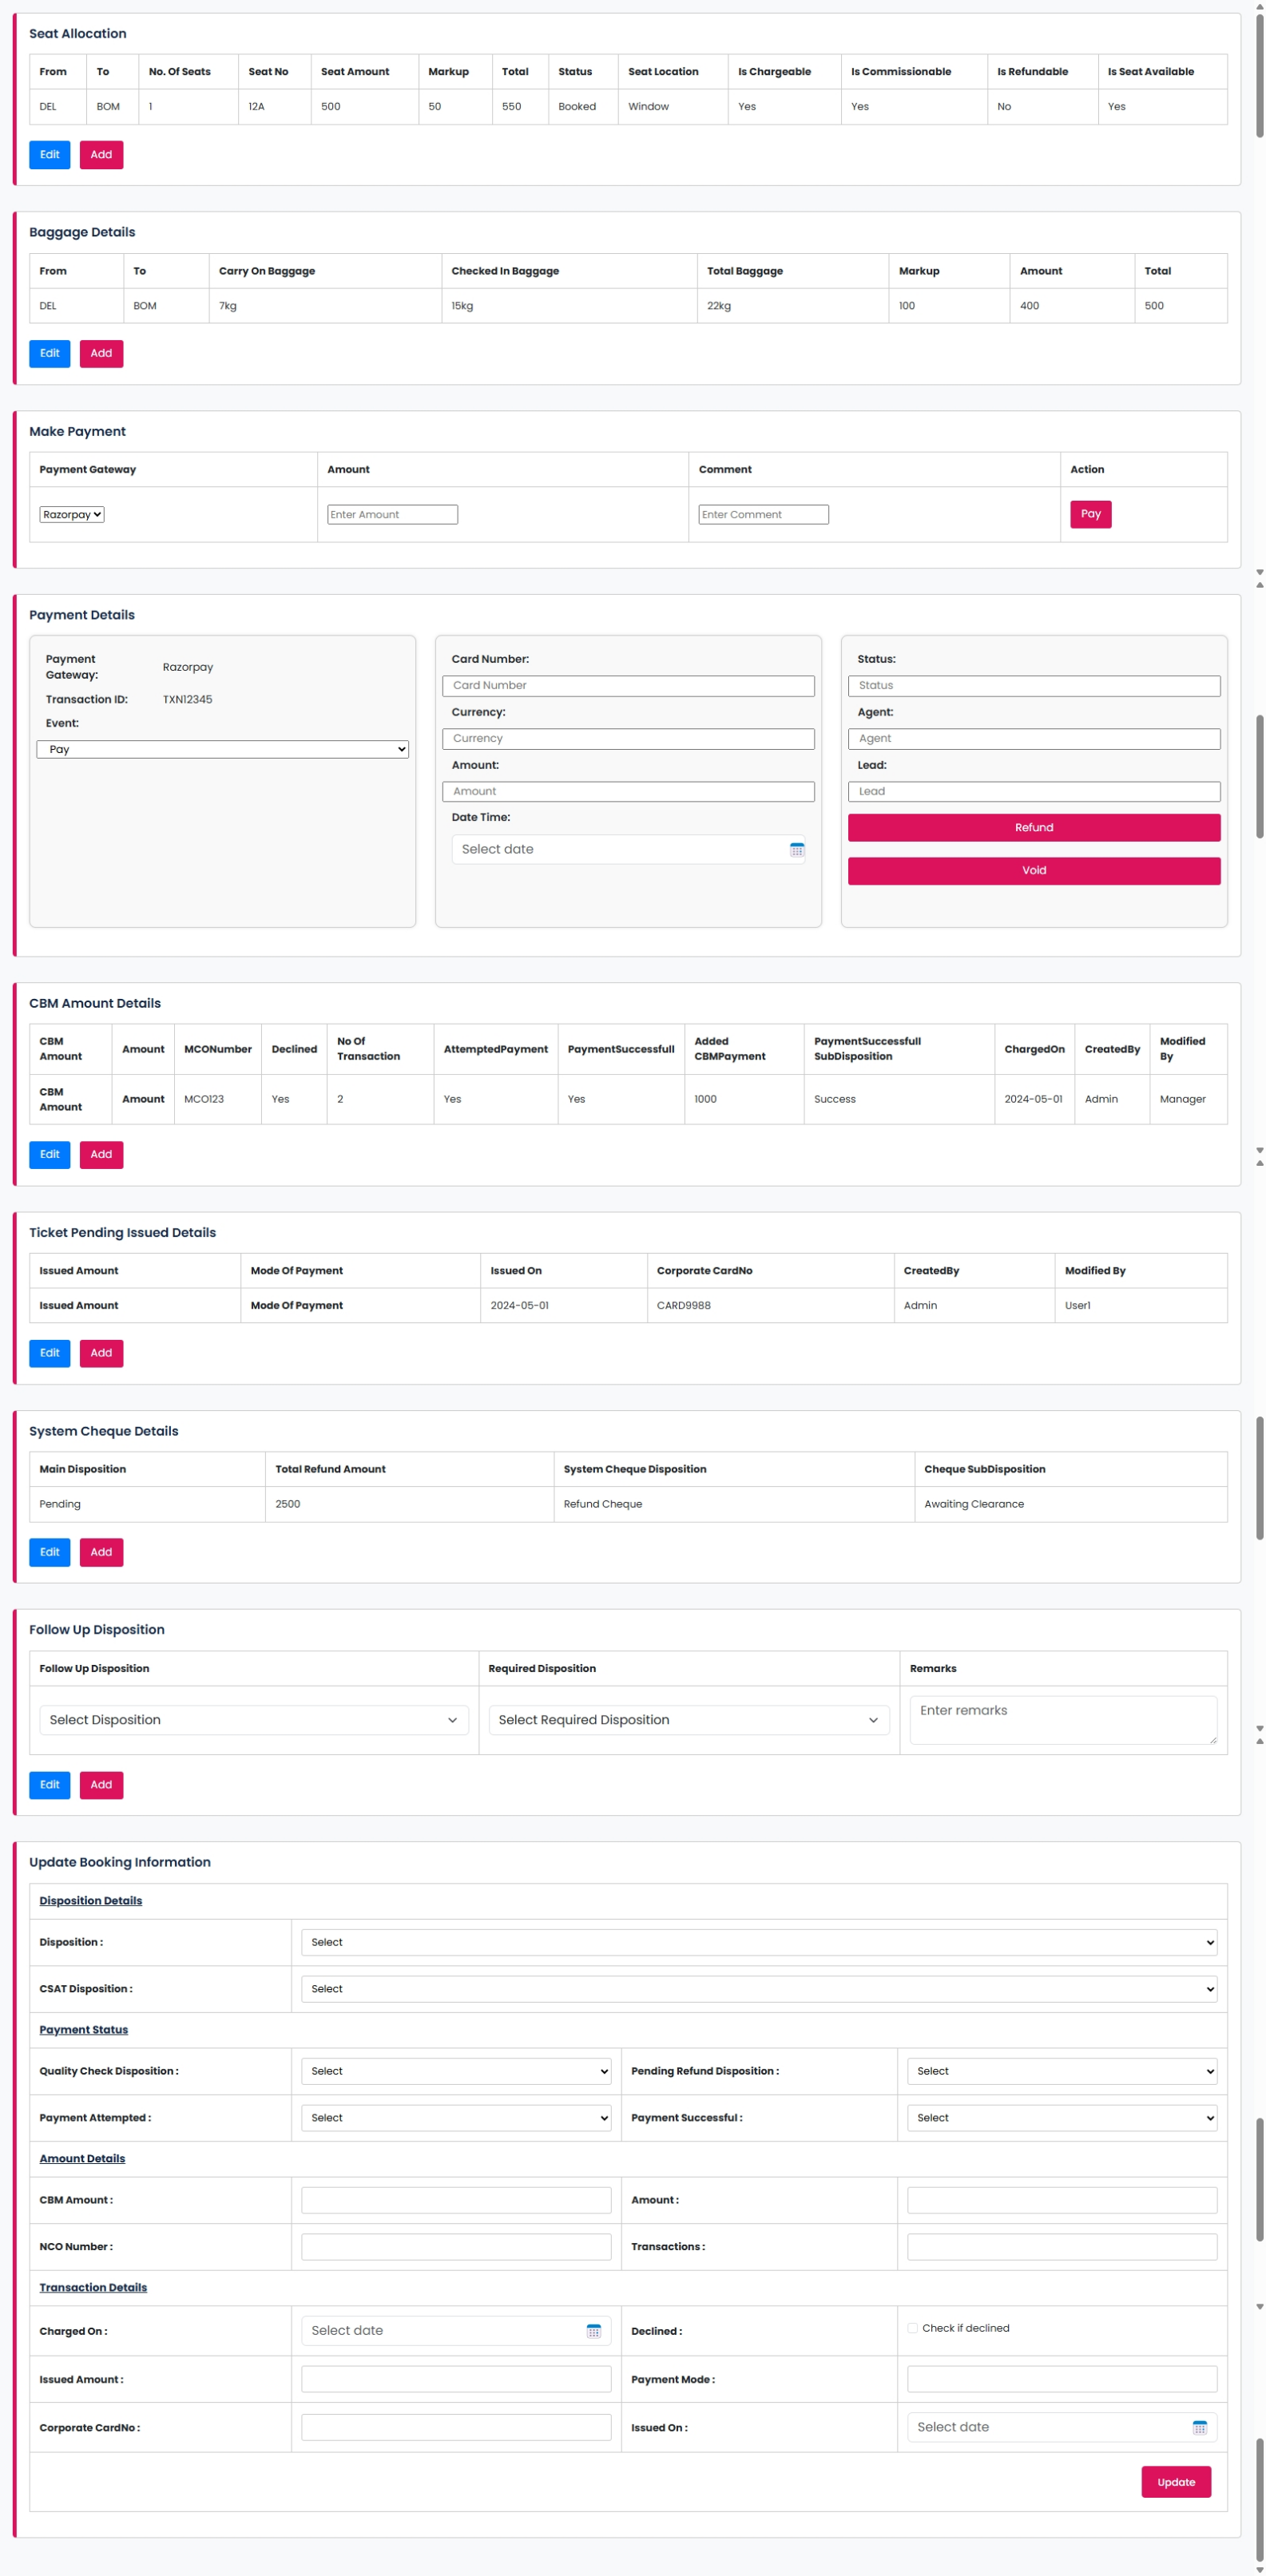 Seat Allocation
From To No. Of Seats Seat No Seat Amount Markup Total Status Seat Location Is Chargeable Is Commissionable Is Refundable Is Seat Available
DEL BOM 1 12A 500 50 550 Booked Window Yes Yes No Yes
Edit Add
Baggage Details
From To Carry On Baggage Checked In Baggage Total Baggage Markup Amount Total
DEL BOM 7kg 15kg 22kg 100 400 500
Edit Add
Make Payment
Payment Gateway Amount Comment Action
Razorpay Enter Amount Enter Comment Pay
Payment Details
Payment
Gateway: Razorpay
Transaction ID: TXN12345
Event:
Pay
Card Number:
Card Number
Currency:
Currency
Amount:
Amount
Date Time:
Select date
Status:
Status
Agent:
Agent
Lead:
Lead
Refund
Void
CBM Amount Details
CBM
Amount Amount MCONumber Declined No Of
Transaction AttemptedPayment PaymentSuccessfull Added
CBMPayment PaymentSuccessfull
SubDisposition ChargedOn CreatedBy Modified
By
CBM
Amount Amount MCO123 Yes 2 Yes Yes 1000 Success 2024-05-01 Admin Manager
Edit Add
Ticket Pending Issued Details
Issued Amount Mode Of Payment Issued On Corporate CardNo CreatedBy Modified By
Issued Amount Mode Of Payment 2024-05-01 CARD9988 Admin User1
Edit Add
System Cheque Details
Main Disposition Total Refund Amount System Cheque Disposition Cheque SubDisposition
Pending 2500 Refund Cheque Awaiting Clearance
Edit Add
Follow Up Disposition
Follow Up Disposition Required Disposition Remarks
Select Disposition Select Required Disposition Enter remarks
Edit Add
Update Booking Information
Disposition Details
Disposition : Select
CSAT Disposition : Select
Payment Status
Quality Check Disposition : Select Pending Refund Disposition : Select
Payment Attempted : Select Payment Successful : Select
Amount Details
CBM Amount : Amount :
NCO Number : Transactions :
Transaction Details
Charged On : Select date Declined : Check if declined
Issued Amount : Payment Mode :
Corporate CardNo : Issued On : Select date
Update